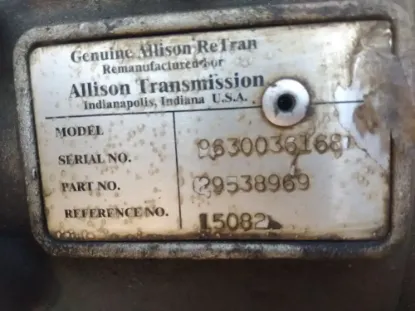 Genuine Allison ReTran
Remanufactured For
Allison Transmission
Indianapolis, Indiana U.S.A.
MODEL
SERIAL NO.
PART NO. 29538969
REFERENCE NO. 15082